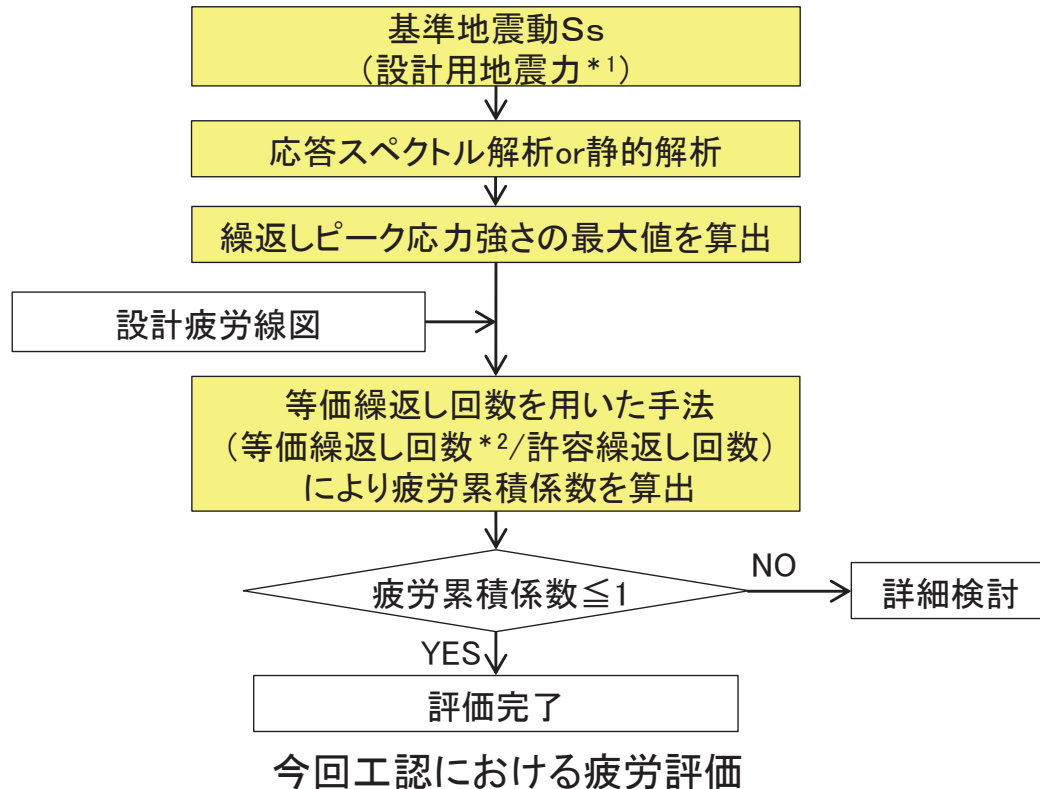 基準地震動Ss
(設計用地震力*1)
応答スペクトル解析or静的解析
繰返しピーク応力強さの最大値を算出
設計疲労線図
等価繰返し回数を用いた手法
(等価繰返し回数*2/許容繰返し回数)
により疲労累積係数を算出
疲労累積係数≦1
NO
詳細検討
YES
評価完了
今回工認における疲労評価